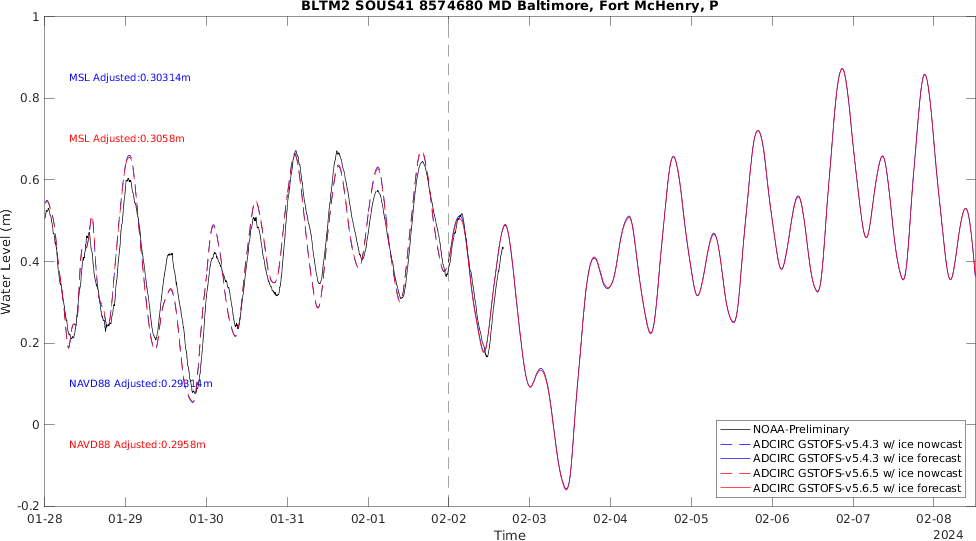 BLTM2 SOUS41 8574680 MD Baltimore, Fort McHenry, P
1
0.8
0.6
0.4
0.2
0
-0.2
Water Level (m)
MSL Adjusted:0.30314m
MSL Adjusted:0.3058m
NAVD88 Adjusted:0.29314m
NAVD88 Adjusted:0.2958m
NOAA-Preliminary
ADCIRC GSTOFS-v5.4.3 w/ ice nowcast
ADCIRC GSTOFS-v5.4.3 w/ ice forecast
ADCIRC GSTOFS-v5.6.5 w/ ice nowcast
ADCIRC GSTOFS-v5.6.5 w/ ice forecast
01-28 01-29 01-30 01-31 02-01 02-02 02-03 02-04 02-05 02-06 02-07 02-08
Time
2024